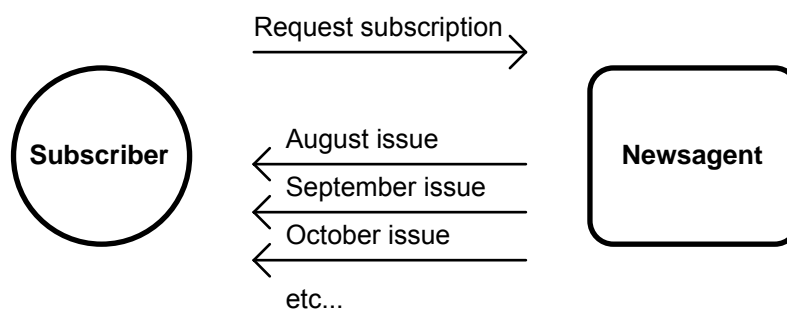 Request subscription
Subscriber
August issue
September issue
October issue
etc...
Newsagent